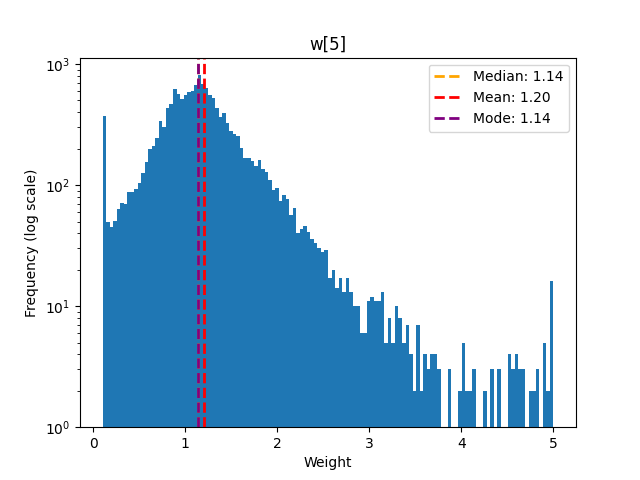 w[5]
Median: 1.14
Mean: 1.20
Mode: 1.14
Frequency (log scale)
10³
10²
10¹
10⁰
0 1 2 3 4 5
Weight